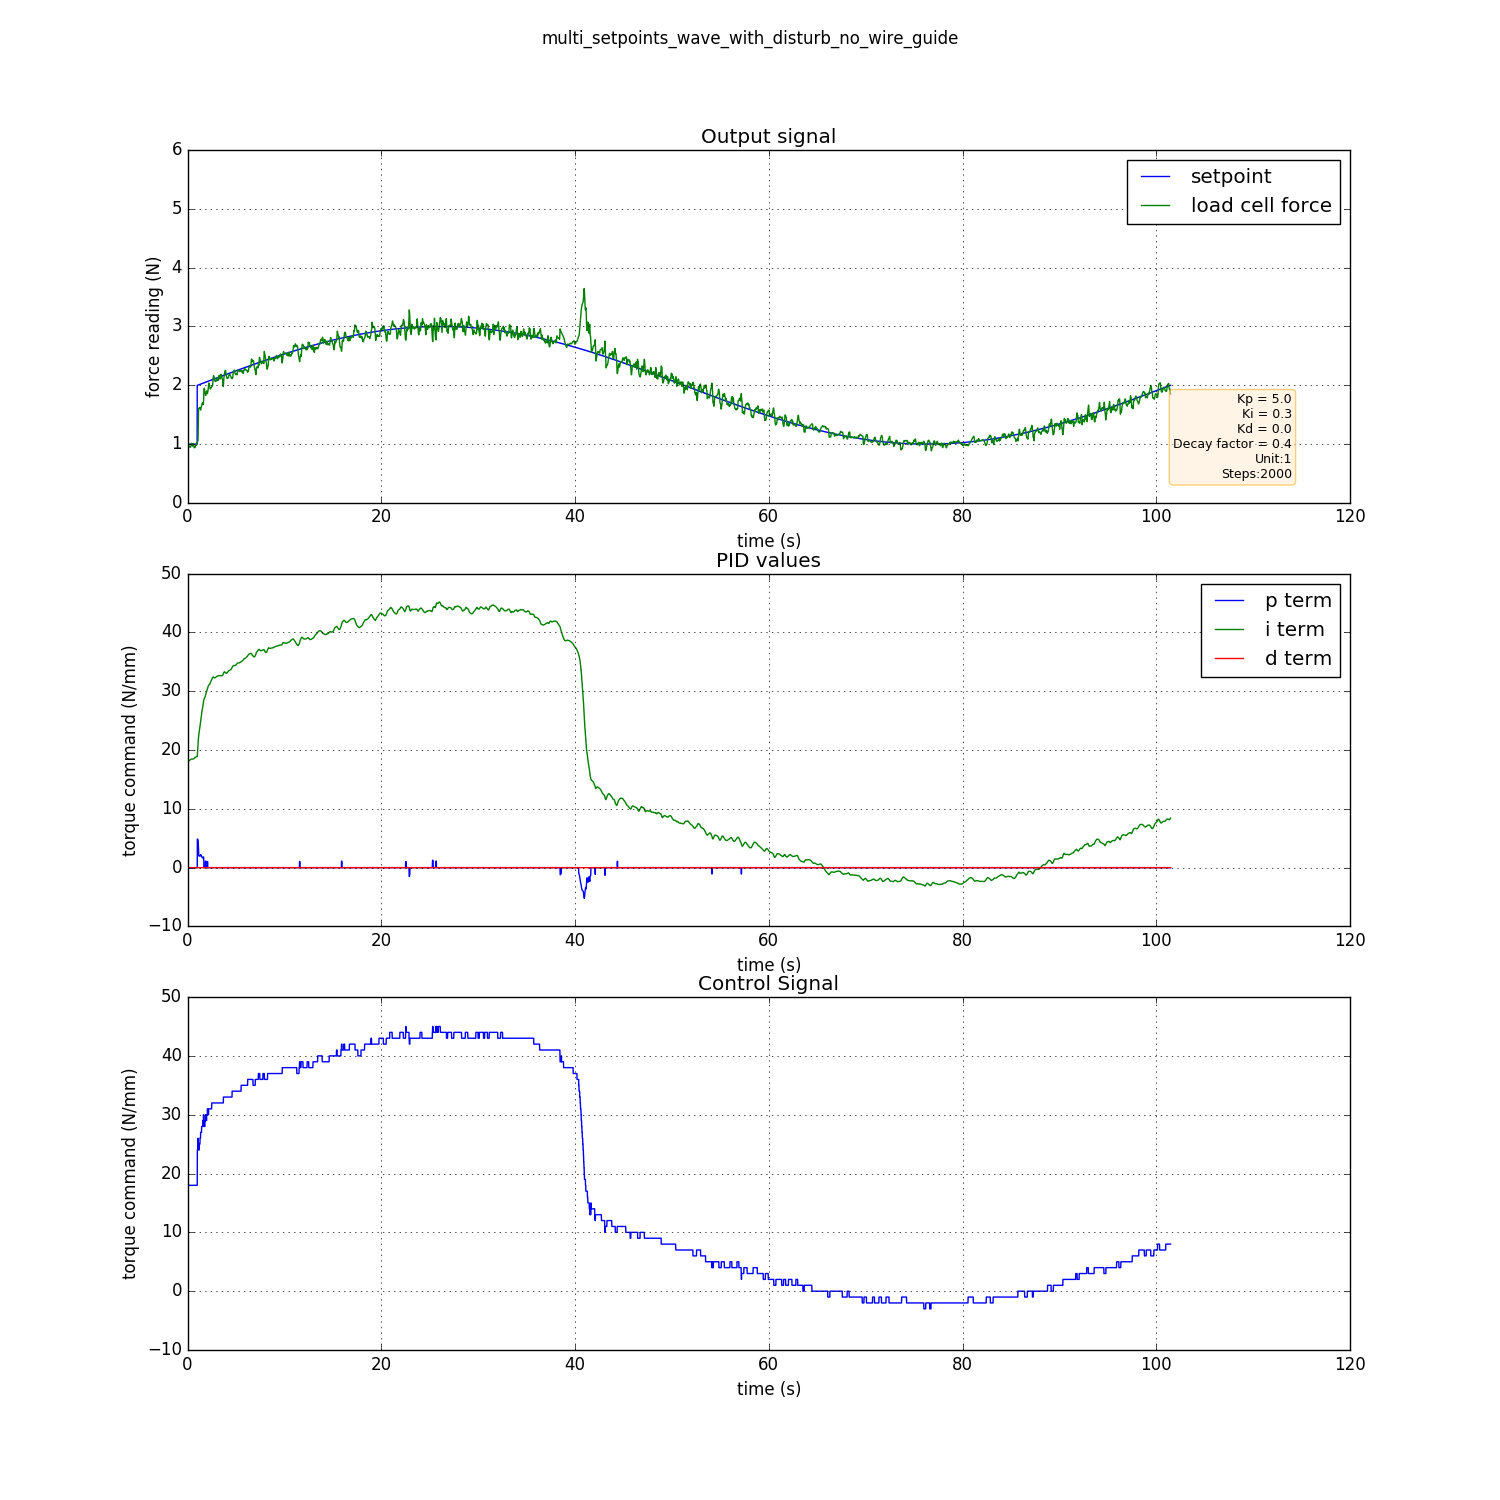 multi_setpoints_wave_with_disturb_no_wire_guide
Output signal
6
5
4
3
2
1
0
force reading (N)
setpoint
load cell force
Kp = 5.0
Ki = 0.3
Kd = 0.0
Decay factor = 0.4
Unit:1
Steps:2000
0 20 40 60 80 100 120
time (s)
PID values
50
40
30
20
10
0
−10
torque command (N/mm)
p term
i term
d term
0 20 40 60 80 100 120
time (s)
Control Signal
50
40
30
20
10
0
−10
torque command (N/mm)
0 20 40 60 80 100 120
time (s)